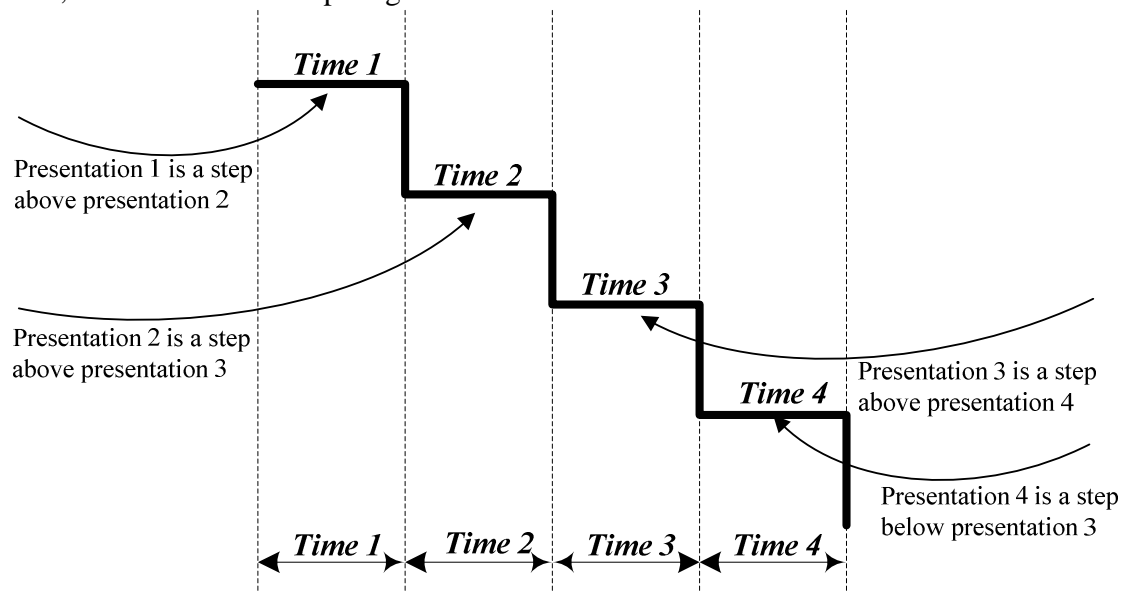 Time 1
Presentation 1 is a step
above presentation 2
Time 2
Time 3
Presentation 2 is a step
above presentation 3
Presentation 3 is a step
above presentation 4
Time 4
Presentation 4 is a step
below presentation 3
Time 1 Time 2 Time 3 Time 4